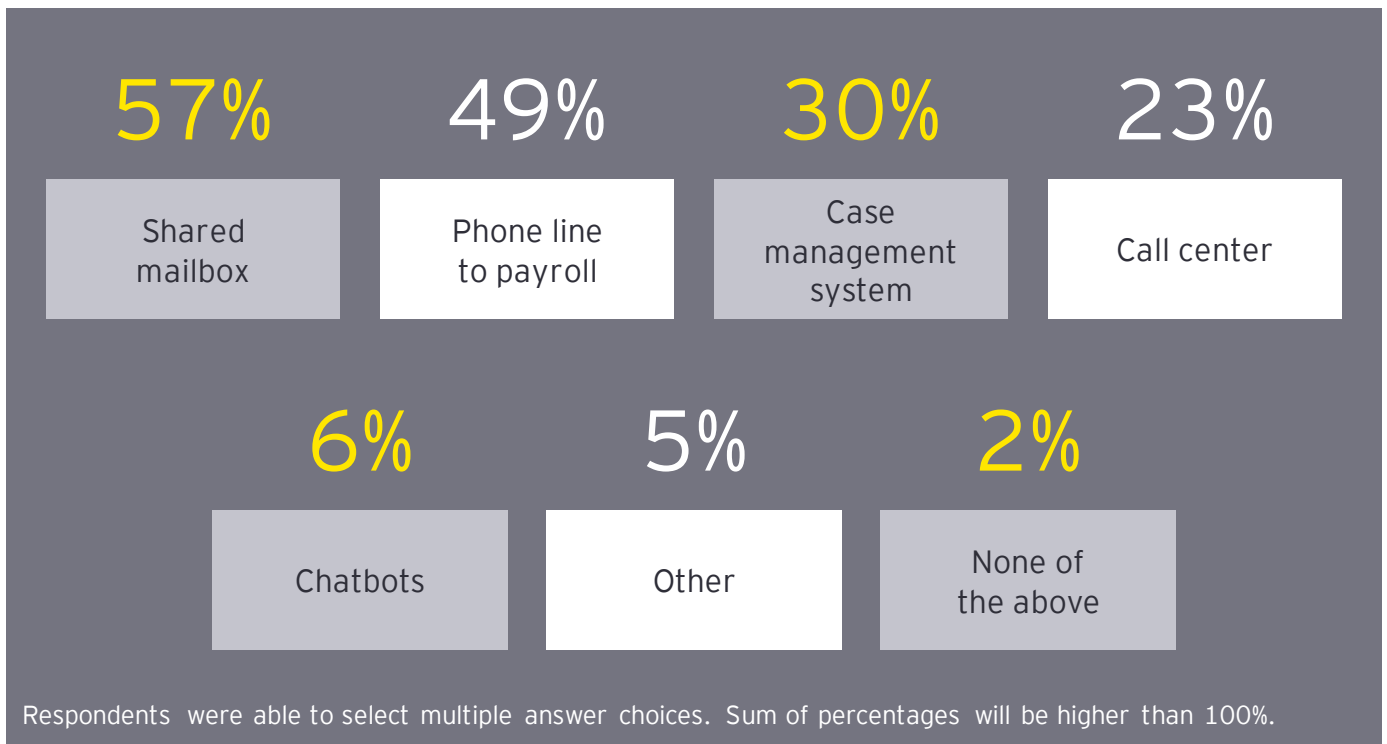 57%
49%
30%
23%
Shared
mailbox
Phone line
to payroll
Case
management
system
Call center
6%
5%
2%
Chatbots
Other
None of
the above
Respondents were able to select multiple answer choices. Sum of percentages will be higher than 100%.